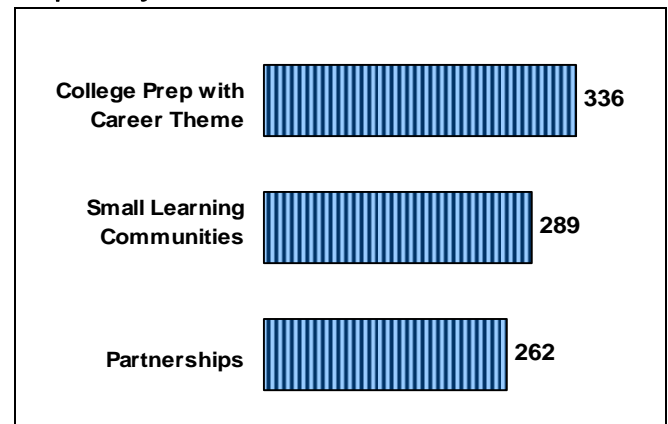 College Prep with
Career Theme
336
Small Learning
Communities
289
Partnerships
262